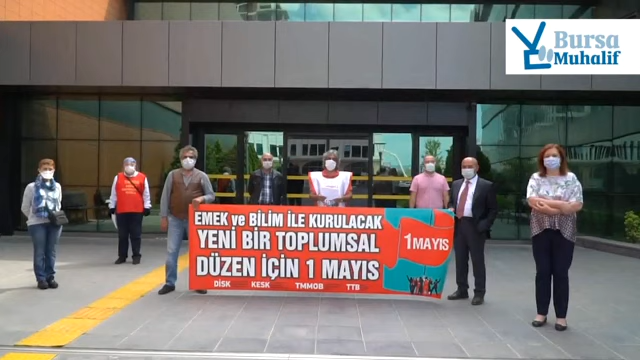 Bursa
Muhalif
EMEK ve BİLİM İLE KURULACAK
YENİ BİR TOPLUMSAL
DÜZEN İÇİN 1 MAYIS
1 MAYIS
DİSK KESK TMMOB TTB